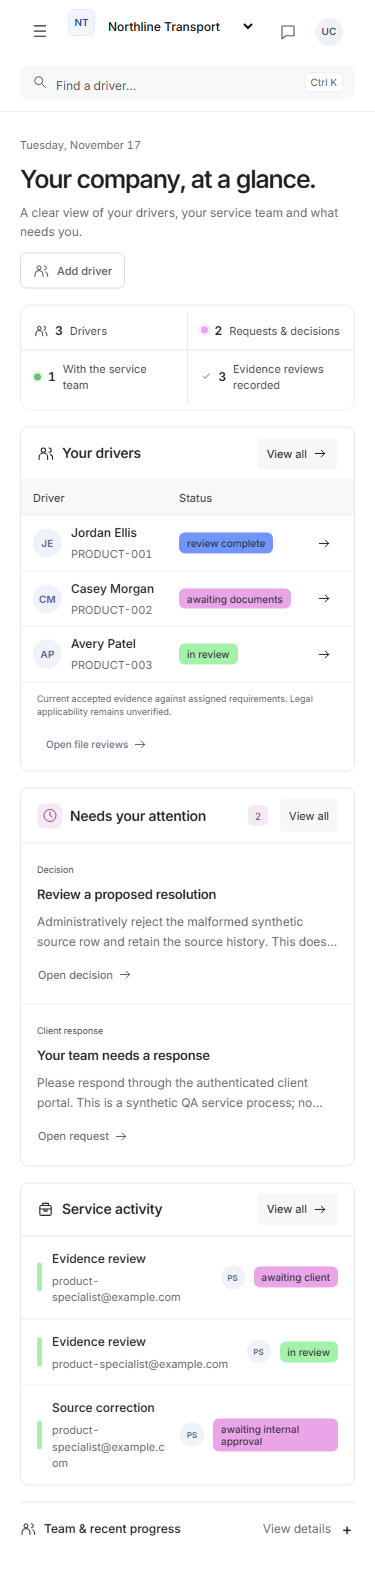 NT Northline Transport UC
Find a driver... Ctrl K
Tuesday, November 17
Your company, at a glance.
A clear view of your drivers, your service team and what
needs you.
Add driver
3 Drivers
2 Requests & decisions
1 With the service
team
3 Evidence reviews
recorded
Your drivers View all
Driver Status
JE Jordan Ellis
PRODUCT-001
review complete
CM Casey Morgan
PRODUCT-002
awaiting documents
AP Avery Patel
PRODUCT-003
in review
Current accepted evidence against assigned requirements. Legal
applicability remains unverified.
Open file reviews
Needs your attention 2 View all
Decision
Review a proposed resolution
Administratively reject the malformed synthetic
source row and retain the source history. This does...
Open decision
Client response
Your team needs a response
Please respond through the authenticated client
portal. This is a synthetic QA service process; no...
Open request
Service activity View all
Evidence review
product-
specialist@example.com
PS awaiting client
Evidence review
product-specialist@example.com
PS in review
Source correction
product-
specialist@example.c
om
PS awaiting internal
approval
Team & recent progress View details +